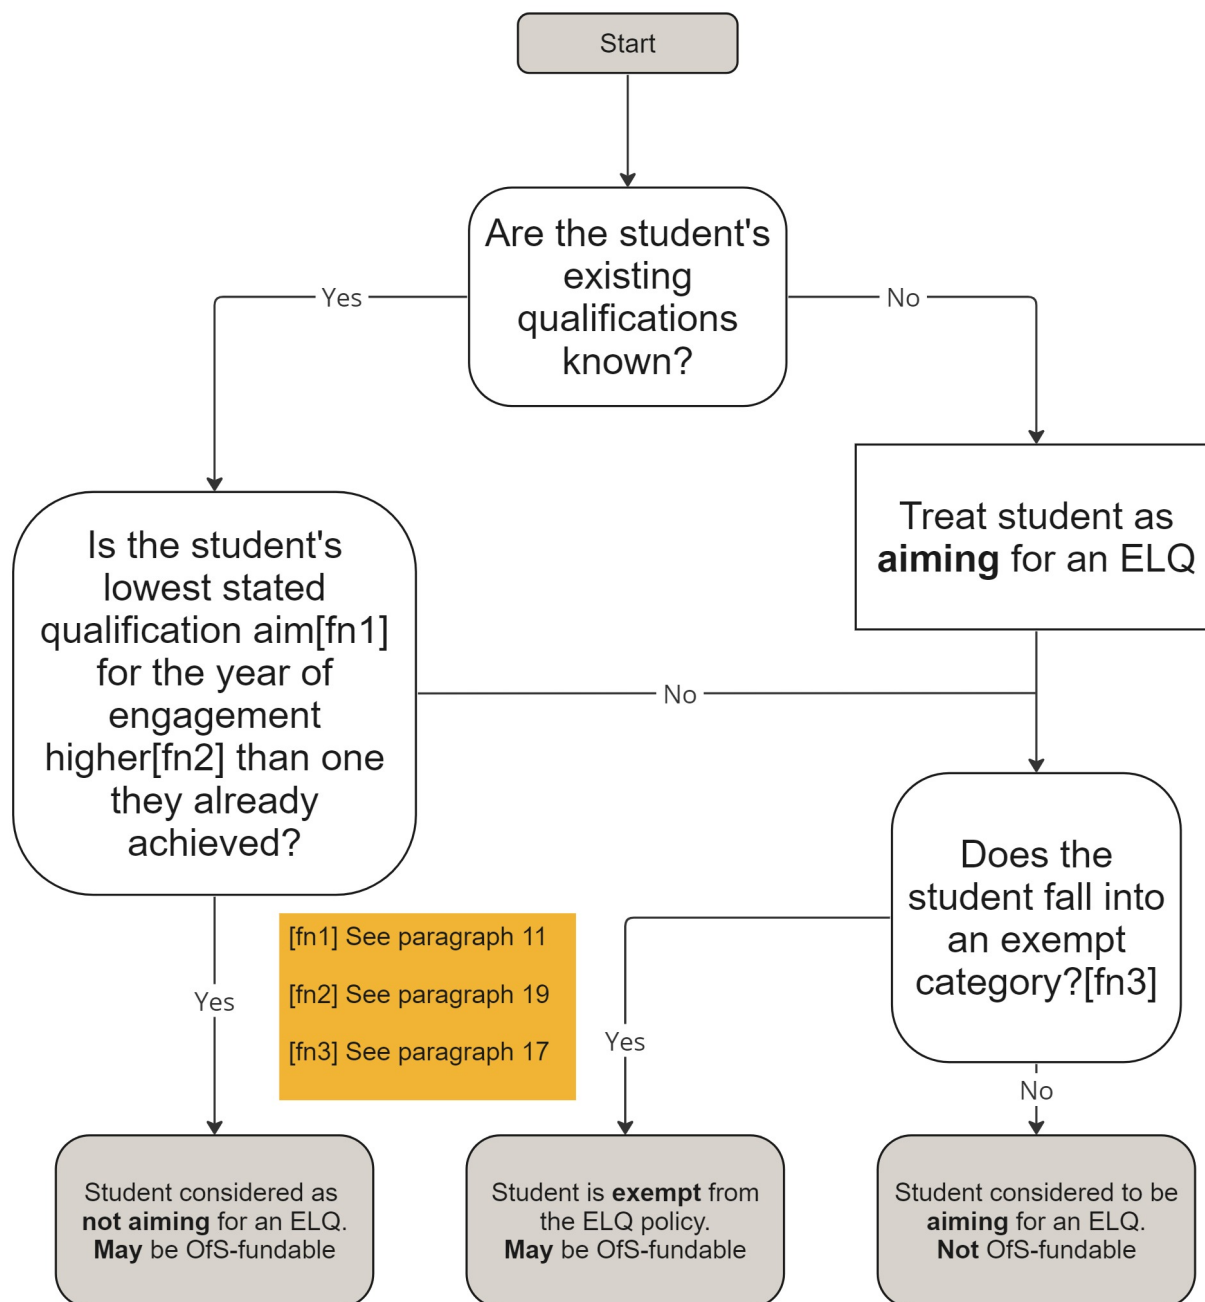 Start
Are the student's
existing
qualifications
known?
Yes
No
Is the student's
lowest stated
qualification aim[fn1]
for the year of
engagement
higher[fn2] than one
they already
achieved?
Treat student as
aiming for an ELQ
No
Does the
student fall into
an exempt
category?[fn3]
[fn1] See paragraph 11
[fn2] See paragraph 19
[fn3] See paragraph 17
Yes
Yes
No
Student considered as
not aiming for an ELQ.
May be OfS-fundable
Student is exempt from
the ELQ policy.
May be OfS-fundable
Student considered to be
aiming for an ELQ.
Not OfS-fundable